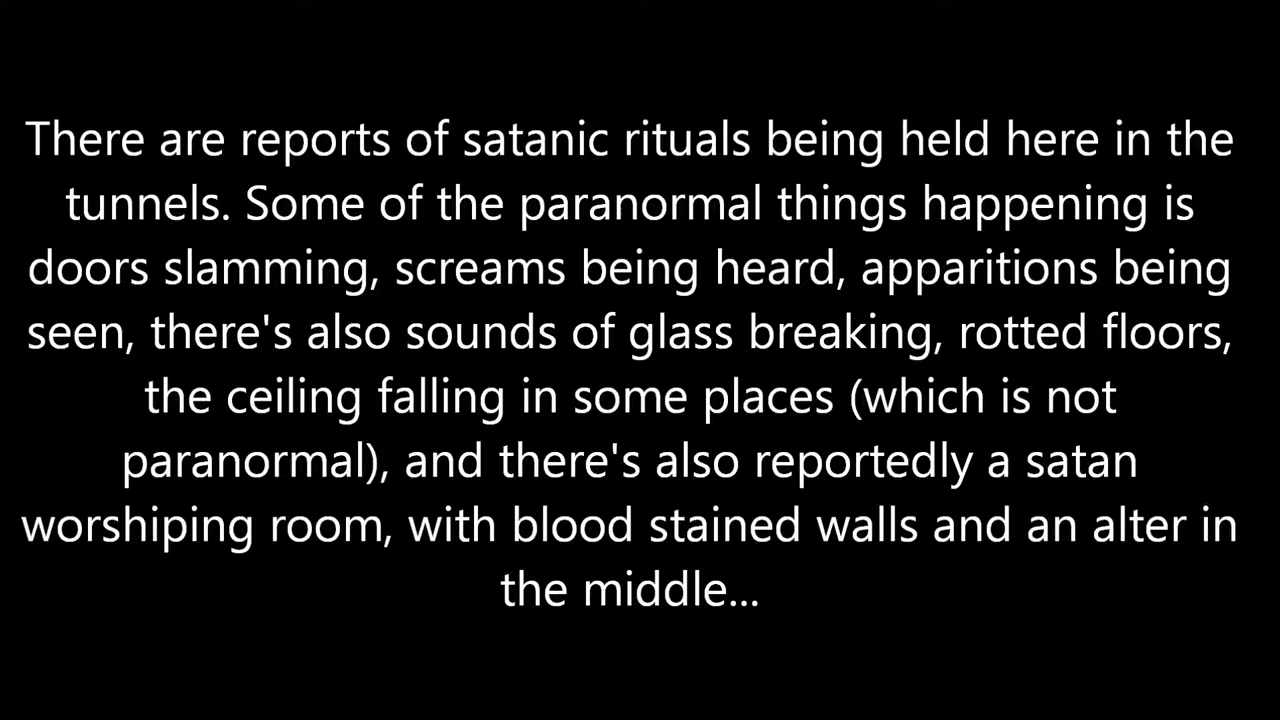 There are reports of satanic rituals being held here in the
tunnels. Some of the paranormal things happening is
doors slamming, screams being heard, apparitions being
seen, there's also sounds of glass breaking, rotted floors,
the ceiling falling in some places (which is not
paranormal), and there's also reportedly a satan
worshiping room, with blood stained walls and an alter in
the middle...